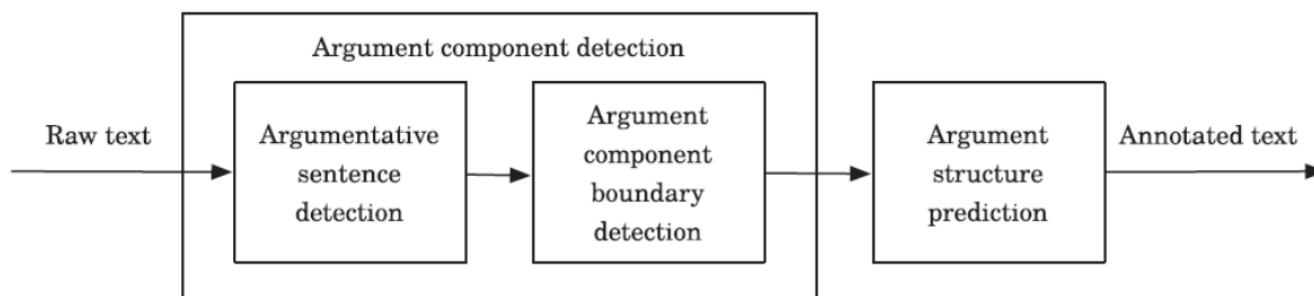 Argument component detection
Raw text
Argumentative
sentence
detection
Argument
component
boundary
detection
Argument
structure
prediction
Annotated text